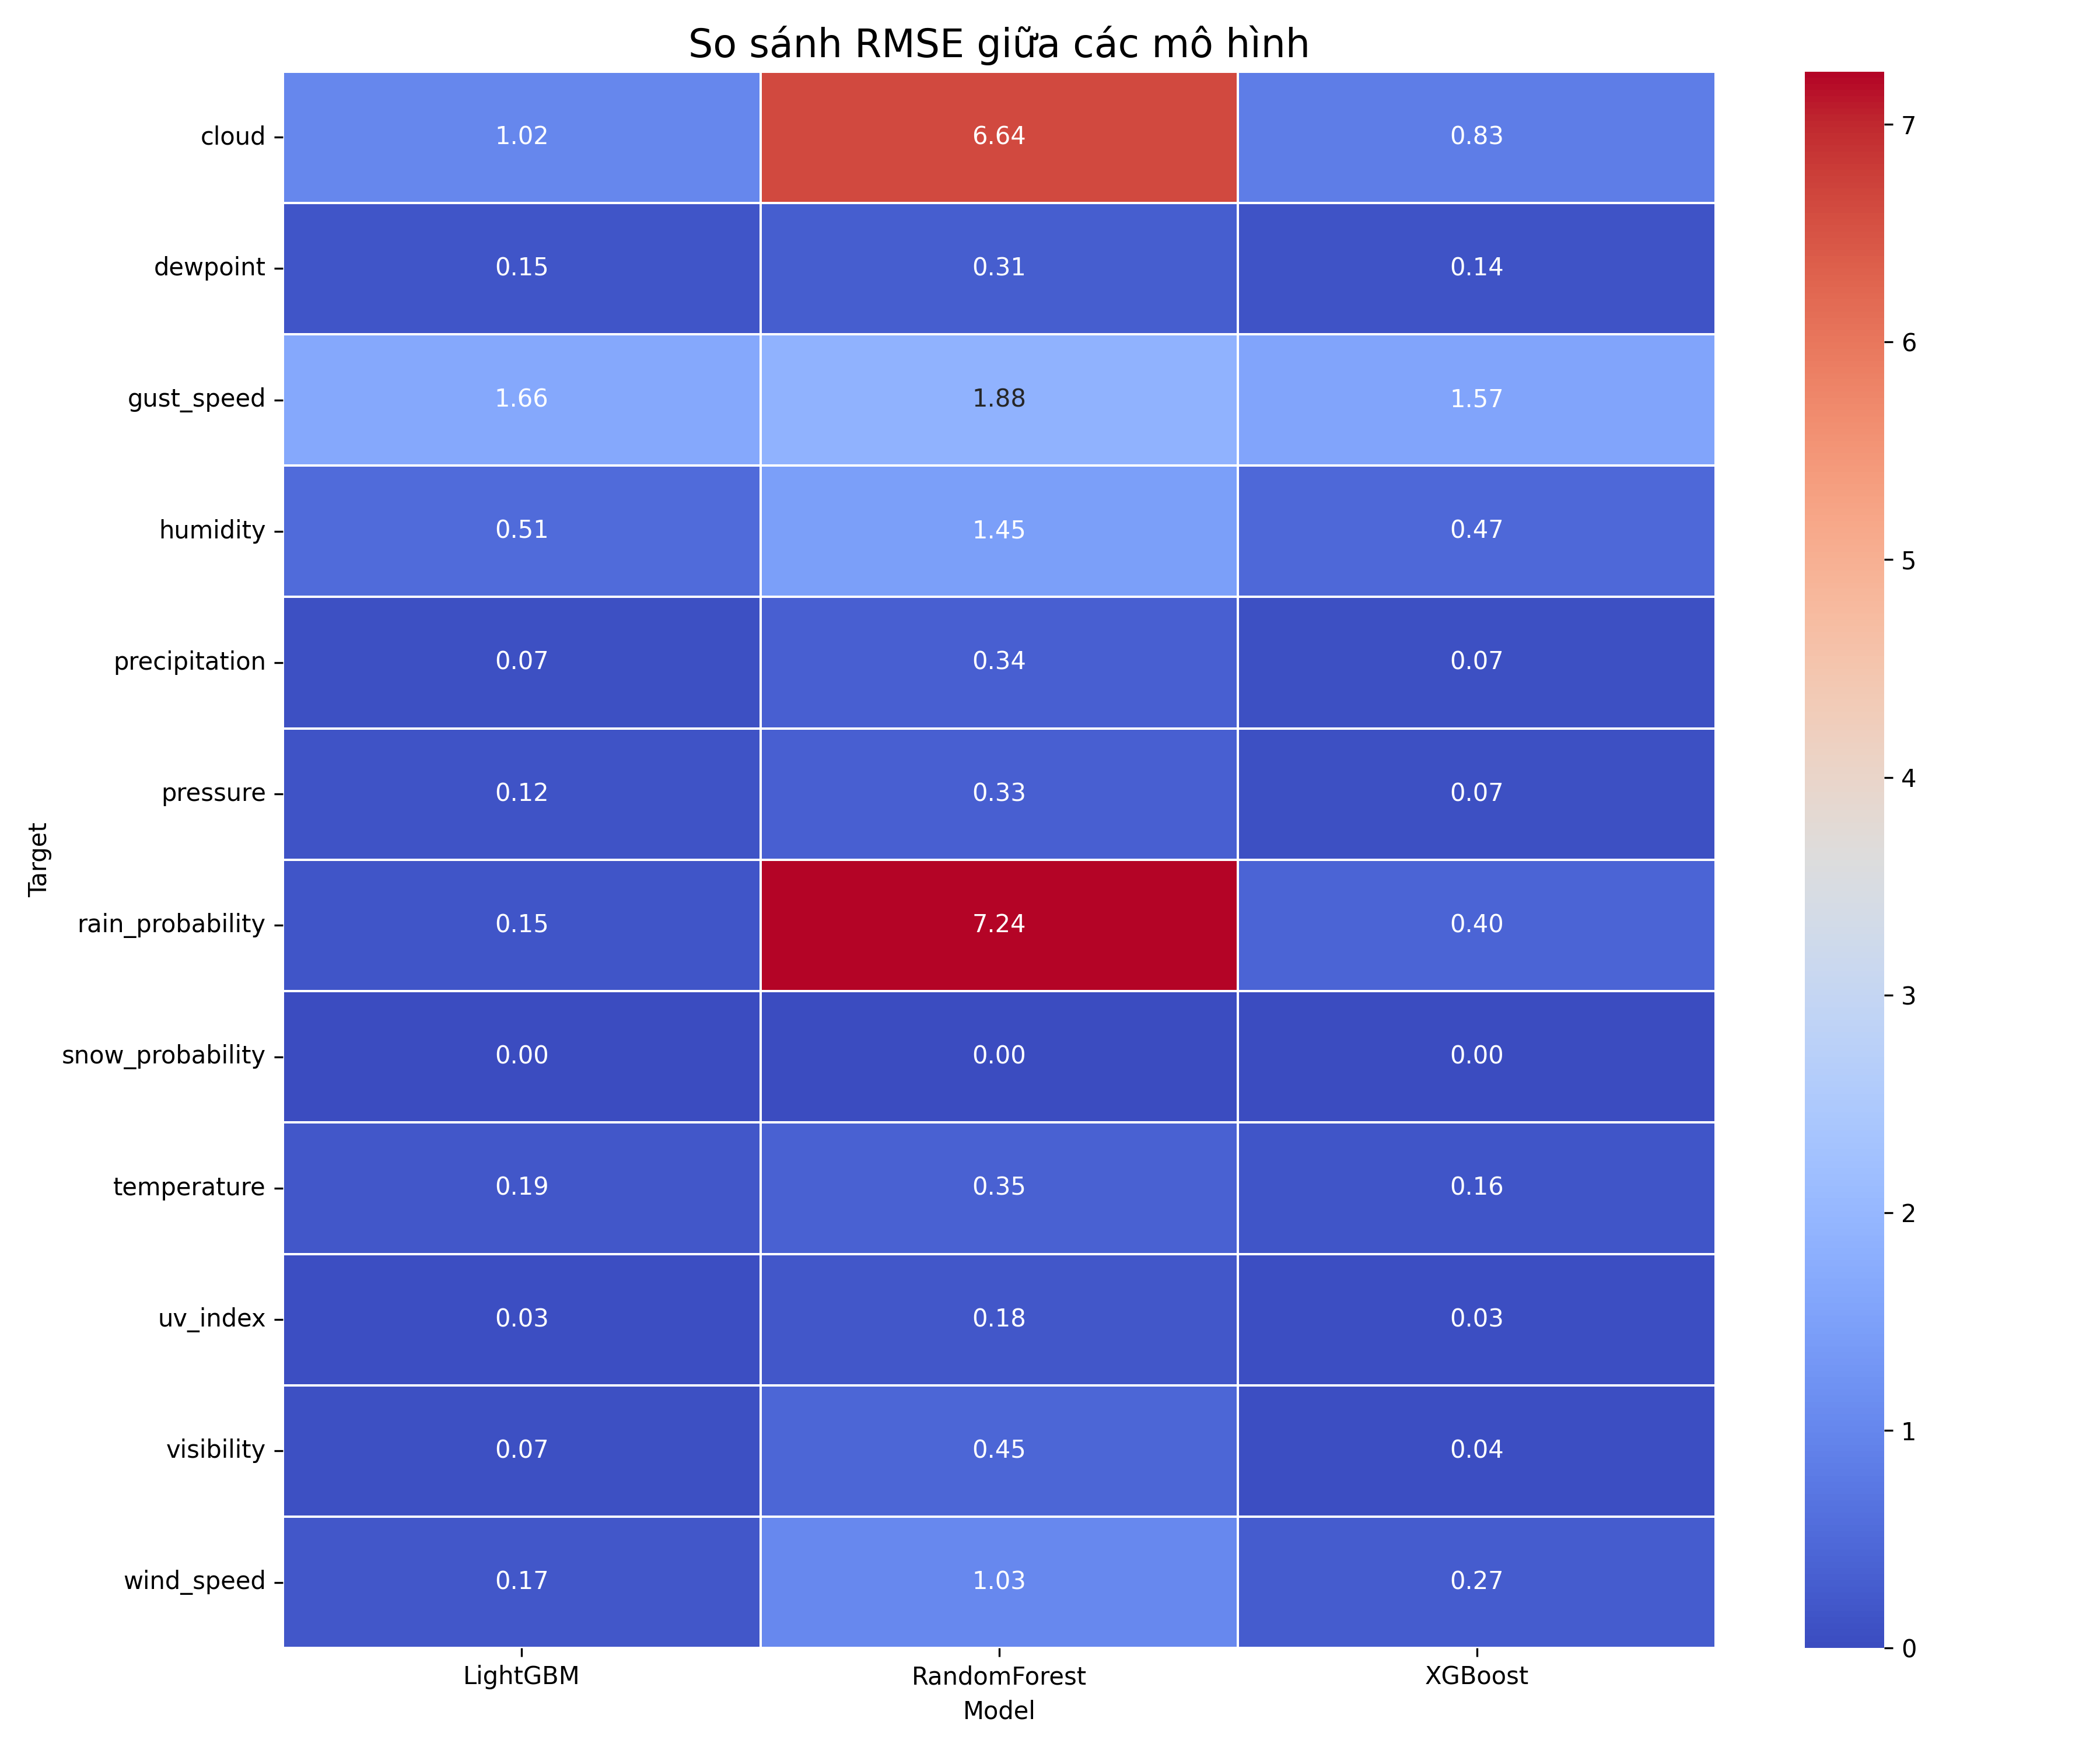 So sánh RMSE giữa các mô hình
cloud 1.02 6.64 0.83
dewpoint 0.15 0.31 0.14
gust_speed 1.66 1.88 1.57
humidity 0.51 1.45 0.47
precipitation 0.07 0.34 0.07
pressure 0.12 0.33 0.07
rain_probability 0.15 7.24 0.40
snow_probability 0.00 0.00 0.00
temperature 0.19 0.35 0.16
uv_index 0.03 0.18 0.03
visibility 0.07 0.45 0.04
wind_speed 0.17 1.03 0.27
LightGBM RandomForest XGBoost
Model
Target
7
6
5
4
3
2
1
0